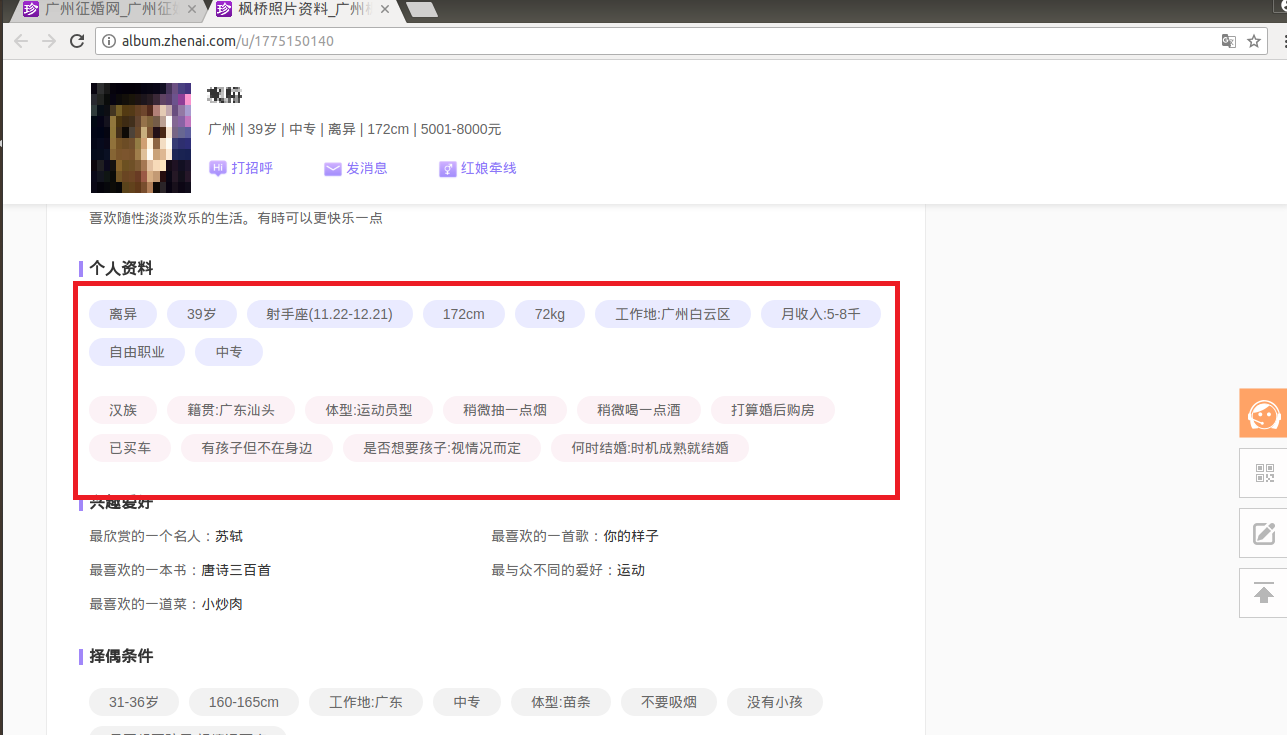 珍 广州征婚网_广州征 × 珍 枫桥照片资料_广州 ×
album.zhenai.com/u/1775150140
广州 | 39岁 | 中专 | 离异 | 172cm | 5001-8000元
Hi 打招呼 发消息 红娘牵线
喜欢随性淡淡欢乐的生活。有時可以更快乐一点
个人资料
离异 39岁 射手座(11.22-12.21) 172cm 72kg 工作地:广州白云区 月收入:5-8千
自由职业 中专
汉族 籍贯:广东汕头 体型:运动员型 稍微抽一点烟 稍微喝一点酒 打算婚后购房
已买车 有孩子但不在身边 是否想要孩子:视情况而定 何时结婚:时机成熟就结婚
兴趣爱好
最欣赏的一个名人：苏轼 最喜欢的一首歌：你的样子
最喜欢的一本书：唐诗三百首 最与众不同的爱好：运动
最喜欢的一道菜：小炒肉
择偶条件
31-36岁 160-165cm 工作地:广东 中专 体型:苗条 不要吸烟 没有小孩